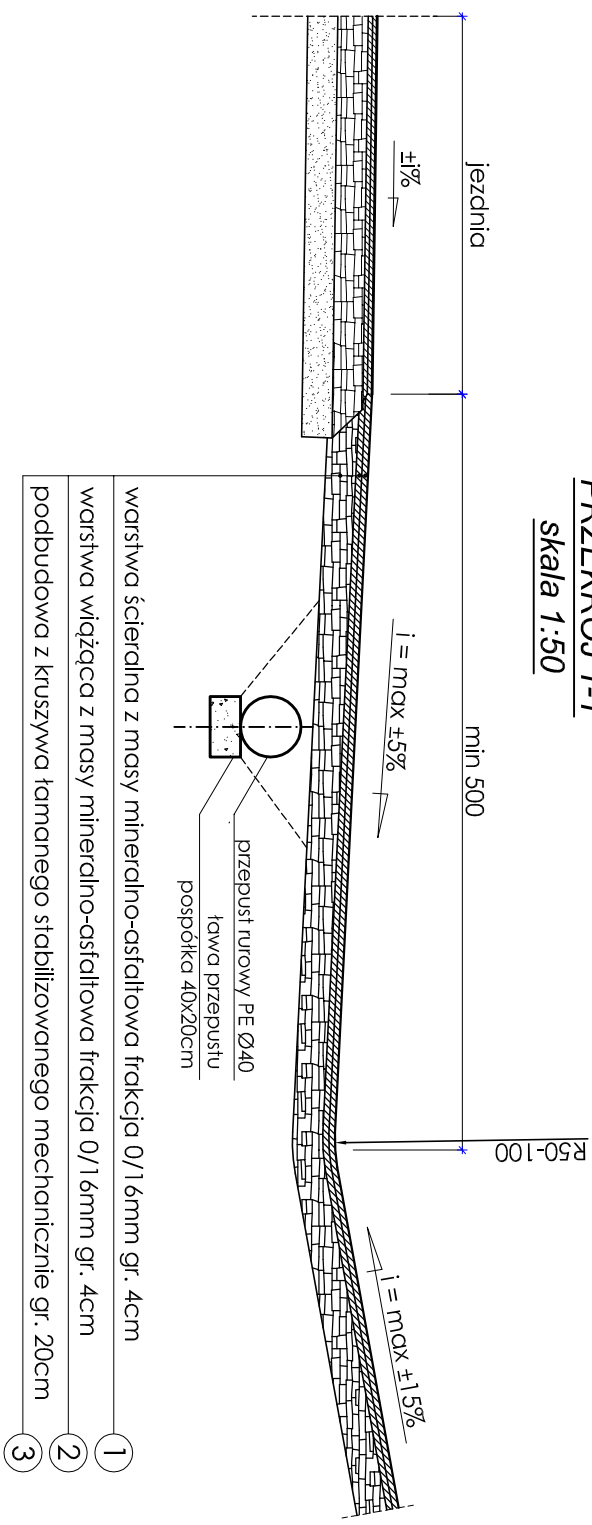 PRZEKRÓJ 1-1
skala 1:50
jezdnia
min 500
±i%
i = max ±5%
R50-100
i = max ±15%
przepust rurowy PE Ø40
ława przepustu
pospółka 40x20cm
warstwa ścieralna z masy mineralno-asfaltowa frakcja 0/16mm gr. 4cm
1
warstwa wiążąca z masy mineralno-asfaltowa frakcja 0/16mm gr. 4cm
2
podbudowa z kruszywa łamanego stabilizowanego mechanicznie gr. 20cm
3